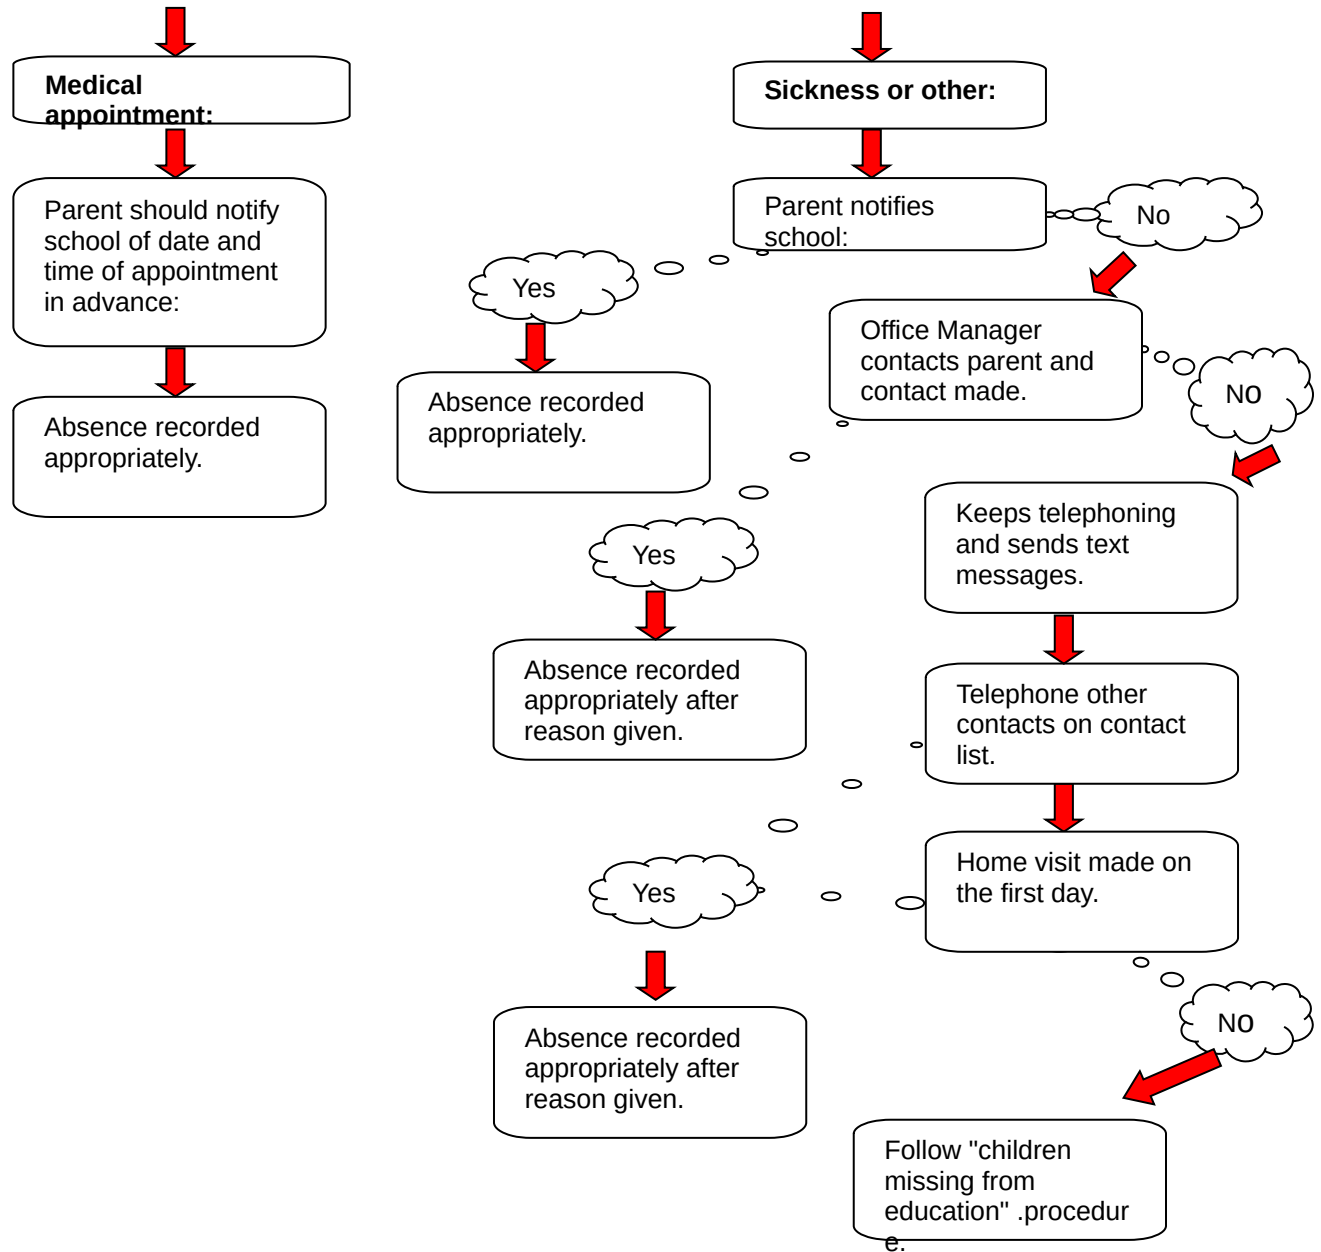 Medical
appointment:
Parent should notify
school of date and
time of appointment
in advance:
Absence recorded
appropriately.
Sickness or other:
Parent notifies
school:
No
Yes
Absence recorded
appropriately.
Office Manager
contacts parent and
contact made.
No
Yes
Absence recorded
appropriately after
reason given.
Keeps telephoning
and sends text
messages.
Telephone other
contacts on contact
list.
Home visit made on
the first day.
Yes
Absence recorded
appropriately after
reason given.
No
Follow "children
missing from
education" .procedur
e.